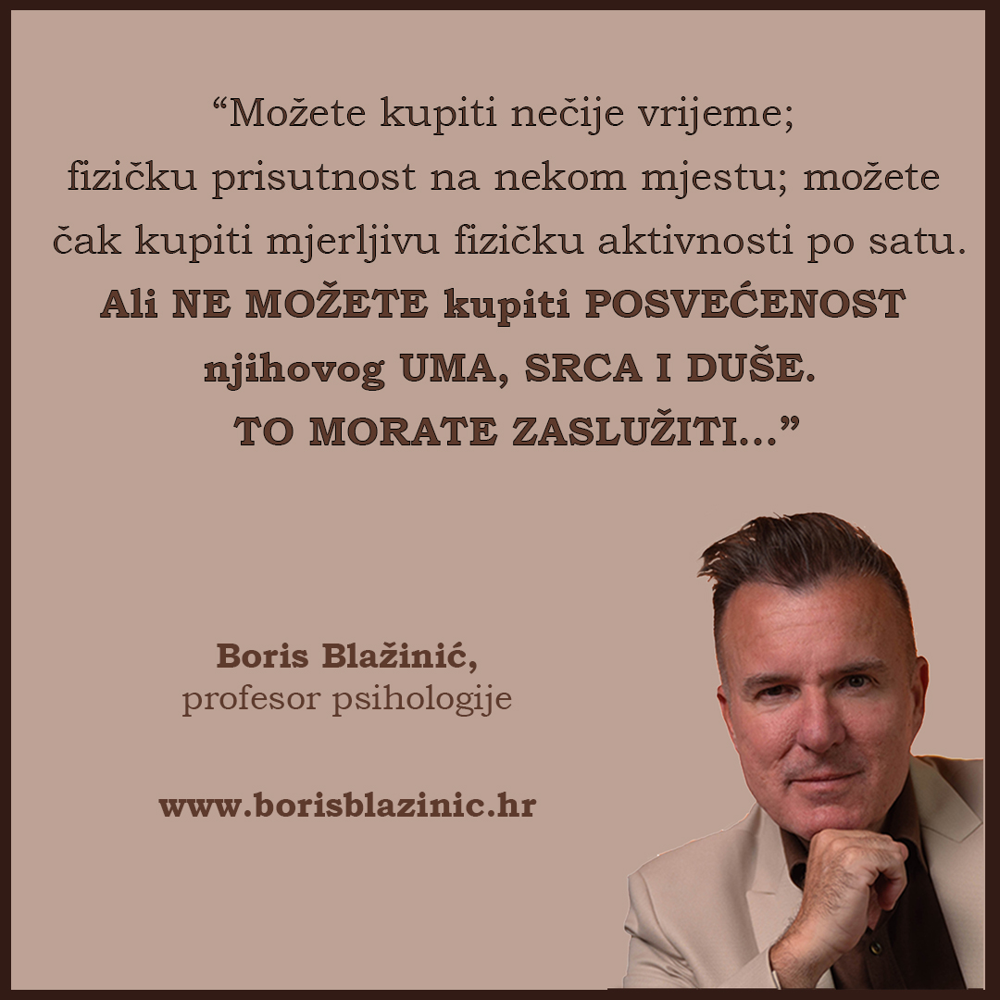 “Možete kupiti nečije vrijeme;
fizičku prisutnost na nekom mjestu; možete
čak kupiti mjerljivu fizičku aktivnosti po satu.
Ali NE MOŽETE kupiti POSVEĆENOST
njihovog UMA, SRCA I DUŠE.
TO MORATE ZASLUŽITI...”
Boris Blažinić,
profesor psihologije
www.borisblazinic.hr